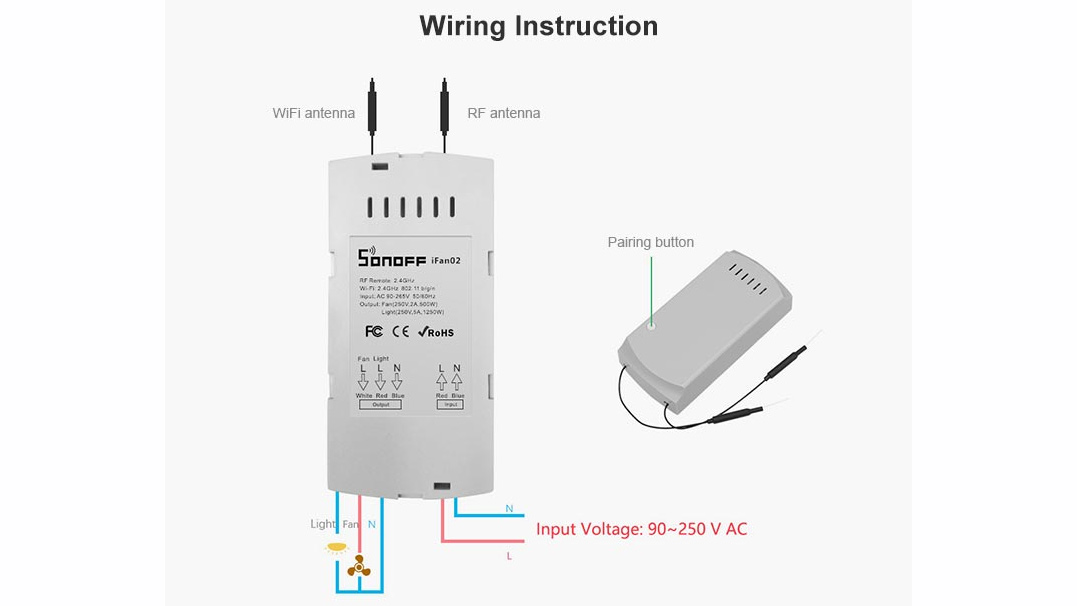 Wiring Instruction
WiFi antenna
RF antenna
Pairing button
SONOFF iFan02
RF Remote: 2.4GHz
Wi-Fi: 2.4GHz 802.11 b/g/n
Input: AC 90-265V 50/60Hz
Output: Fan(250V,2A,500W)
Light(250V,5A,1250W)
FC CE RoHS
Fan Light
L L N L N
White Red Blue Red Blue
Output Input
Light Fan N
N
Input Voltage: 90~250 V AC
L